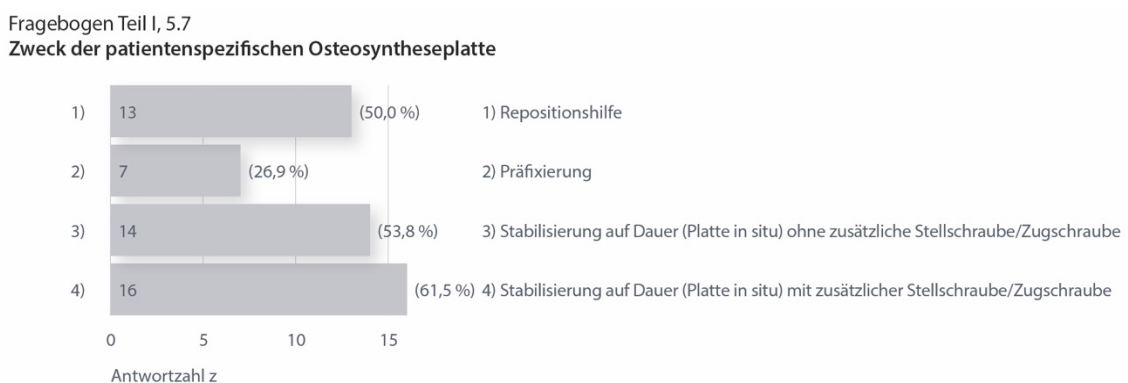 Fragebogen Teil I, 5.7
Zweck der patientenspezifischen Osteosyntheseplatte
1) 13 (50,0 %) 1) Repositionshilfe
2) 7 (26,9 %) 2) Präfixierung
3) 14 (53,8 %) 3) Stabilisierung auf Dauer (Platte in situ) ohne zusätzliche Stellschraube/Zugschraube
4) 16 (61,5 %) 4) Stabilisierung auf Dauer (Platte in situ) mit zusätzlicher Stellschraube/Zugschraube
0 5 10 15
Antwortzahl z